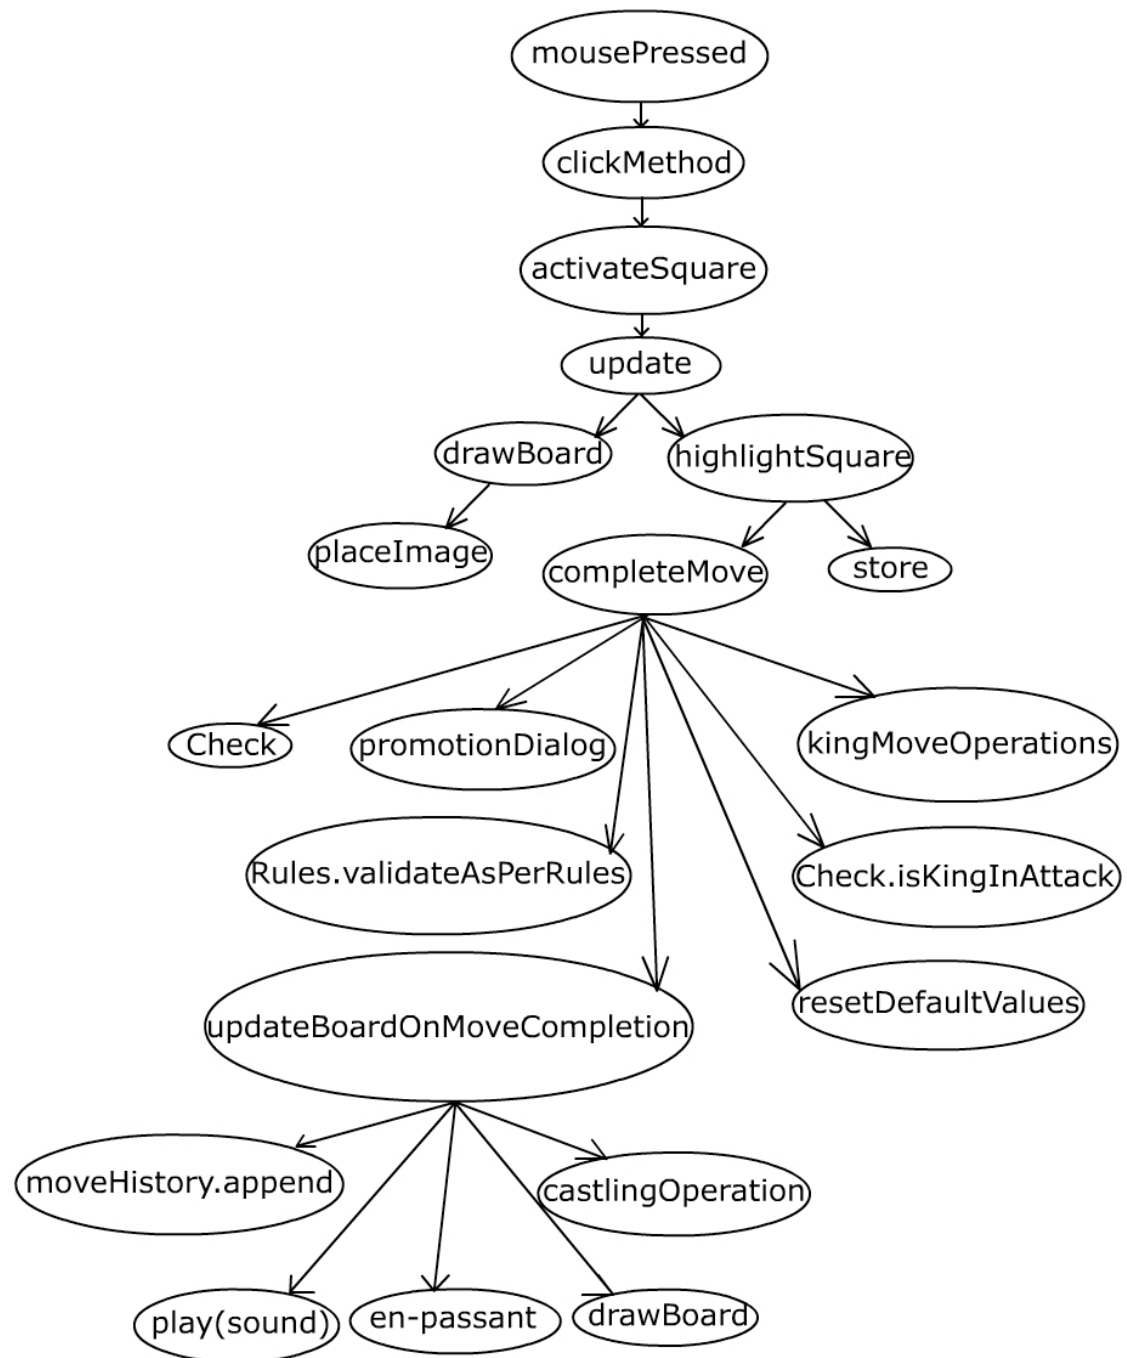 mousePressed
clickMethod
activateSquare
update
drawBoard
highlightSquare
placeImage
completeMove
store
Check
promotionDialog
kingMoveOperations
Rules.validateAsPerRules
Check.isKingInAttack
updateBoardOnMoveCompletion
resetDefaultValues
moveHistory.append
castlingOperation
play(sound)
en-passant
drawBoard